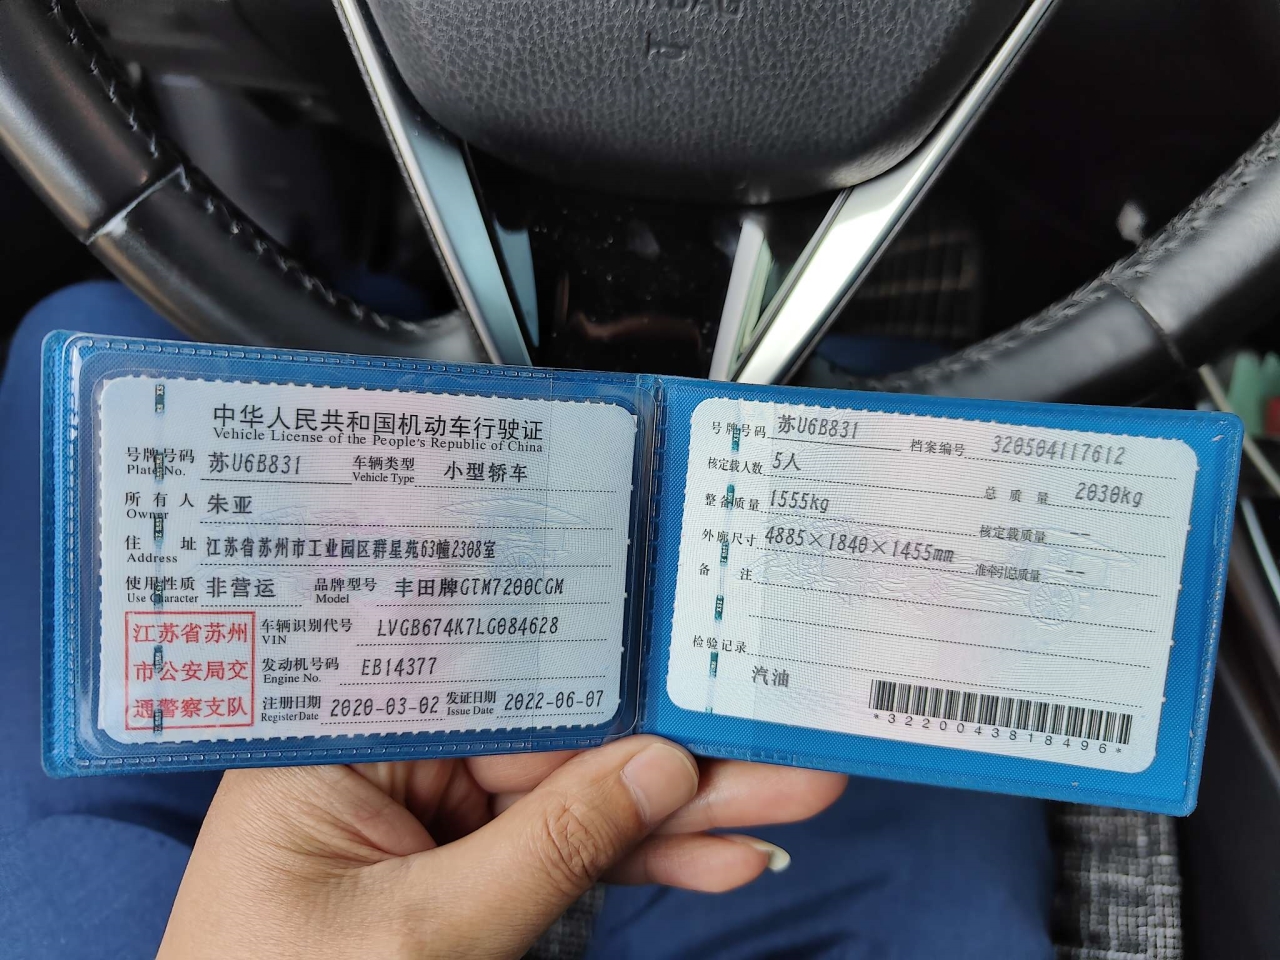 中华人民共和国机动车行驶证
Vehicle License of the People's Republic of China
号牌号码 苏U6B831 车辆类型 小型轿车
Plate No. Vehicle Type
所有人 朱亚
Owner
住址 江苏省苏州市工业园区群星苑63幢2308室
Address
使用性质 非营运 品牌型号 丰田牌GTM7200CGM
Use Character Model
江苏省苏州
市公安局交
通警察支队
车辆识别代号 LVGB674K7LG084628
VIN
发动机号码 EB14377
Engine No.
注册日期 2020-03-02 发证日期 2022-06-07
Register Date Issue Date
号牌号码 苏U6B831 档案编号 320504117612
核定载人数 5人 总质量 2030kg
整备质量 1555kg 核定载质量 --
外廓尺寸 4885×1840×1455mm 准牵引总质量 --
备注
检验记录
汽油
*3220043818496*